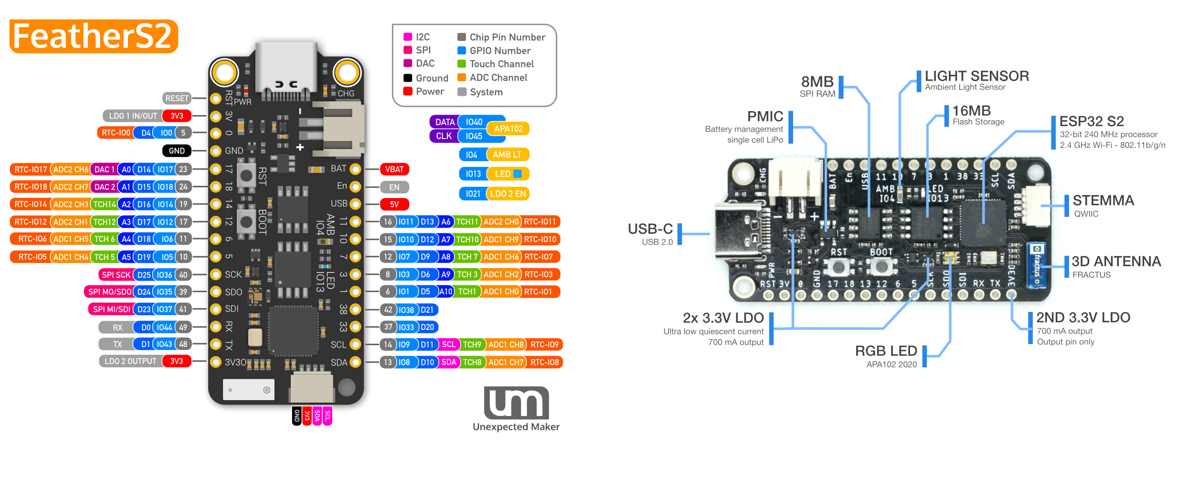 FeatherS2
I2C
SPI
DAC
Ground
Power
Chip Pin Number
GPIO Number
Touch Channel
ADC Channel
System
RESET
LDO 1 IN/OUT 3V3
RTC-IO0 D4 IO0 5
GND
RTC-IO17 ADC2 CH6 DAC 1 A0 D14 IO17 23
RTC-IO18 ADC2 CH7 DAC 2 A1 D15 IO18 24
RTC-IO14 ADC2 CH3 TCH14 A2 D16 IO14 19
RTC-IO12 ADC2 CH1 TCH12 A3 D17 IO12 17
RTC-IO6 ADC1 CH5 TCH 6 A4 D18 IO6 11
RTC-IO5 ADC1 CH4 TCH 5 A5 D19 IO5 10
SPI SCK D25 IO36 40
SPI MO/SDO D24 IO35 39
SPI MI/SDI D23 IO37 41
RX D0 IO44 49
TX D1 IO43 48
LDO 2 OUTPUT 3V3
PWR
CHG
RST
3V
0
GND
17
18
14
12
6
5
SCK
SDO
SDI
RX
TX
3V3O
RST
BOOT
- +
AMB
IO4
LED
IO13
BAT
En
USB
11
10
7
3
1
38
33
SCL
SDA
DATA IO40
CLK IO45
APA102
IO4 AMB LT
IO13 LED
IO21 LDO 2 EN
VBAT
EN
5V
16 IO11 D13 A6 TCH11 ADC2 CH0 RTC-IO11
15 IO10 D12 A7 TCH10 ADC1 CH9 RTC-IO10
12 IO7 D9 A8 TCH 7 ADC1 CH6 RTC-IO7
8 IO3 D6 A9 TCH 3 ADC1 CH2 RTC-IO3
6 IO1 D5 A10 TCH1 ADC1 CH0 RTC-IO1
42 IO38 D21
37 IO33 D20
14 IO9 D11 SCL TCH9 ADC1 CH8 RTC-IO9
13 IO8 D10 SDA TCH8 ADC1 CH7 RTC-IO8
GND
3V3
SDA
SCL
um
Unexpected Maker
8MB
SPI RAM
LIGHT SENSOR
Ambient Light Sensor
PMIC
Battery management
single cell LiPo
16MB
Flash Storage
ESP32 S2
32-bit 240 MHz processor
2.4 GHz Wi-Fi - 802.11b/g/n
USB-C
USB 2.0
STEMMA
QWIIC
3D ANTENNA
FRACTUS
2x 3.3V LDO
Ultra low quiescent current
700 mA output
RGB LED
APA102 2020
2ND 3.3V LDO
700 mA output
Output pin only
CHG
BAT
En
USB
11
7
3
1
38
33
SCL
SDA
AMB
IO4
LED
IO13
- +
RST BOOT
PWR
RST
3V
0
GND
17
18
14
12
6
5
SCK
SDO
SDI
RX
TX
3V3O